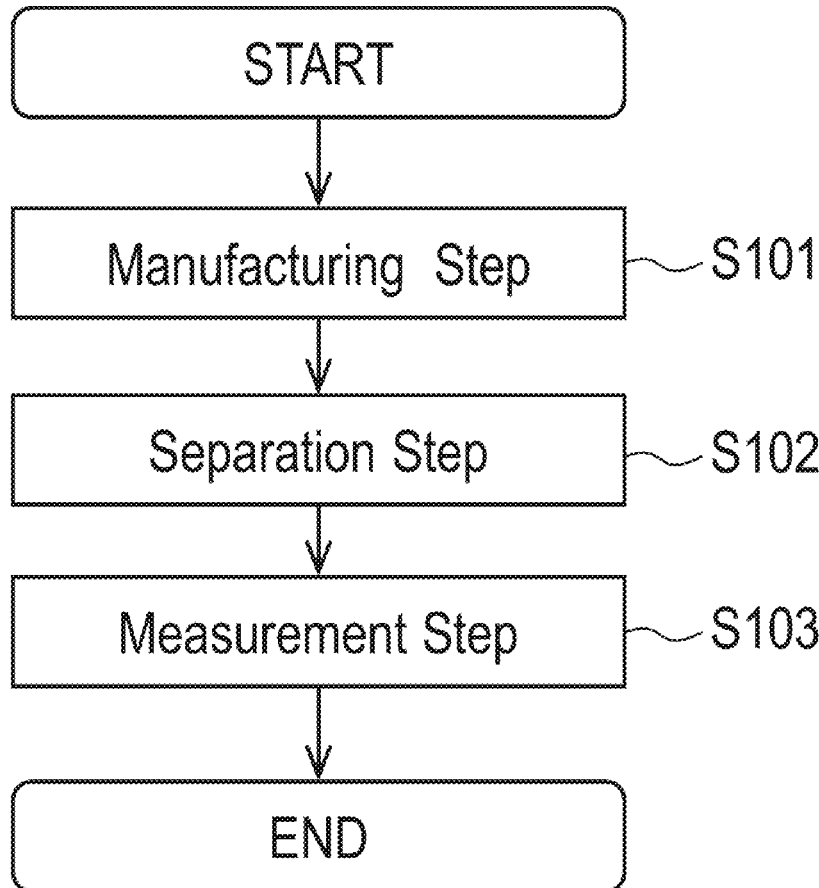 START
Manufacturing Step
S101
Separation Step
S102
Measurement Step
S103
END